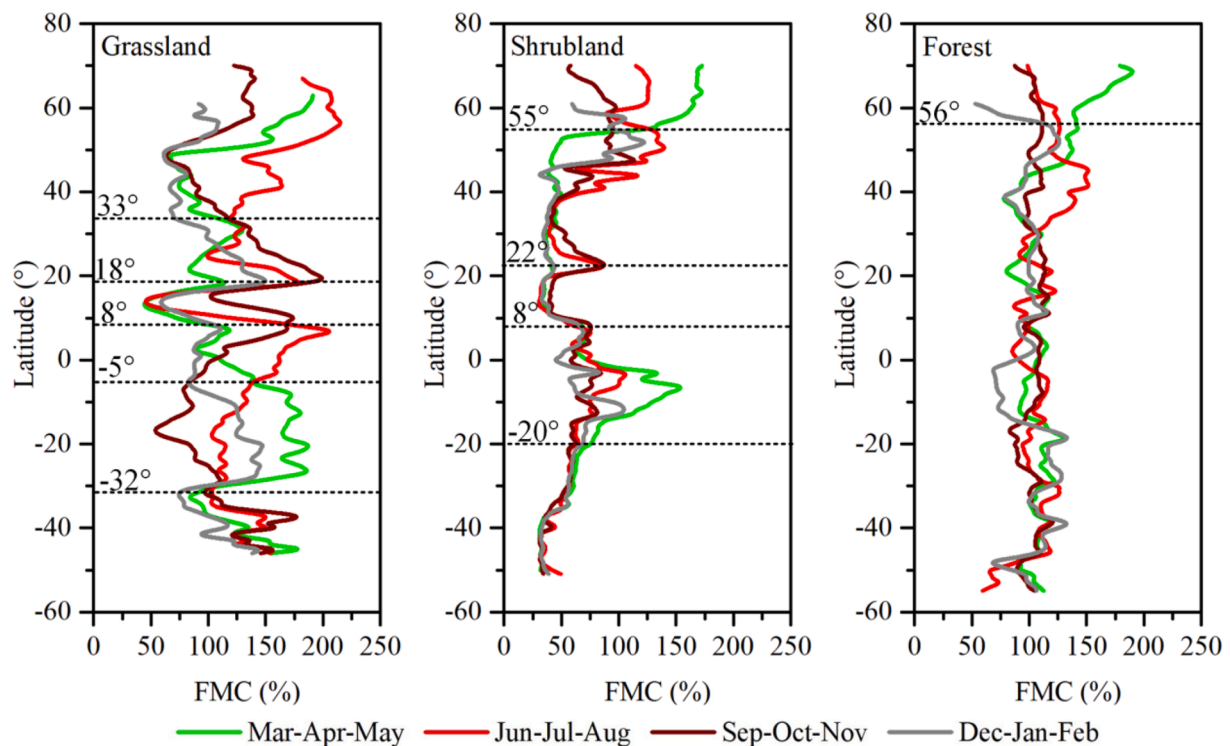 Grassland
80
60
40
20
0
-20
-40
-60
33°
18°
8°
-5°
-32°
Latitude (°)
0 50 100 150 200 250
FMC (%)
Shrubland
80
60
40
20
0
-20
-40
-60
55°
22°
8°
-20°
Latitude (°)
0 50 100 150 200 250
FMC (%)
Forest
80
60
40
20
0
-20
-40
-60
56°
Latitude (°)
0 50 100 150 200 250
FMC (%)
Mar-Apr-May Jun-Jul-Aug Sep-Oct-Nov Dec-Jan-Feb